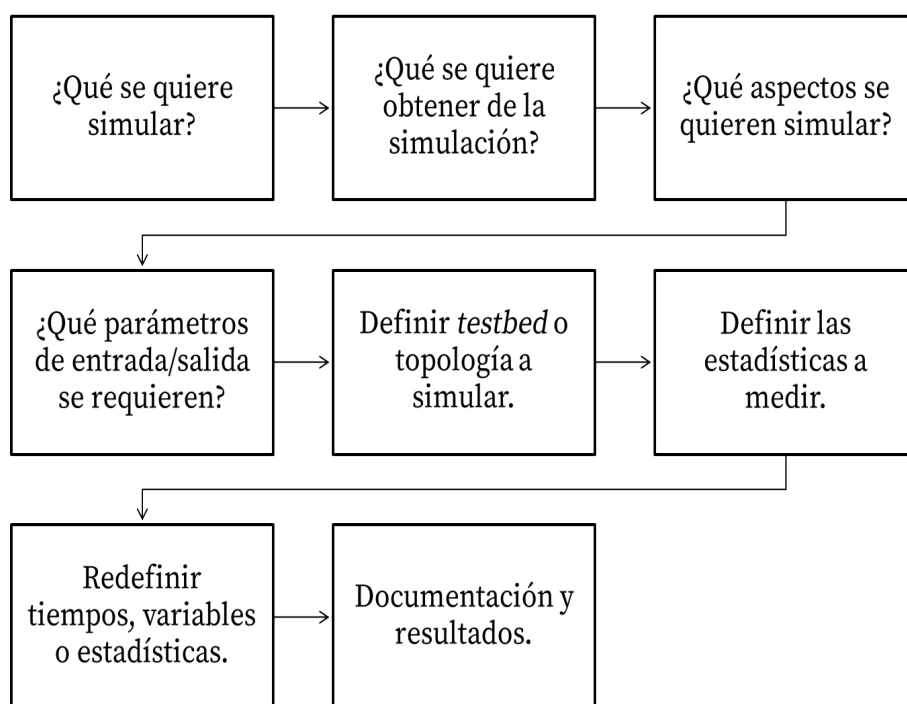 ¿Qué se quiere
simular?
¿Qué se quiere
obtener de la
simulación?
¿Qué aspectos se
quieren simular?
¿Qué parámetros
de entrada/salida
se requieren?
Definir testbed o
topología a
simular.
Definir las
estadísticas a
medir.
Redefinir
tiempos, variables
o estadísticas.
Documentación y
resultados.